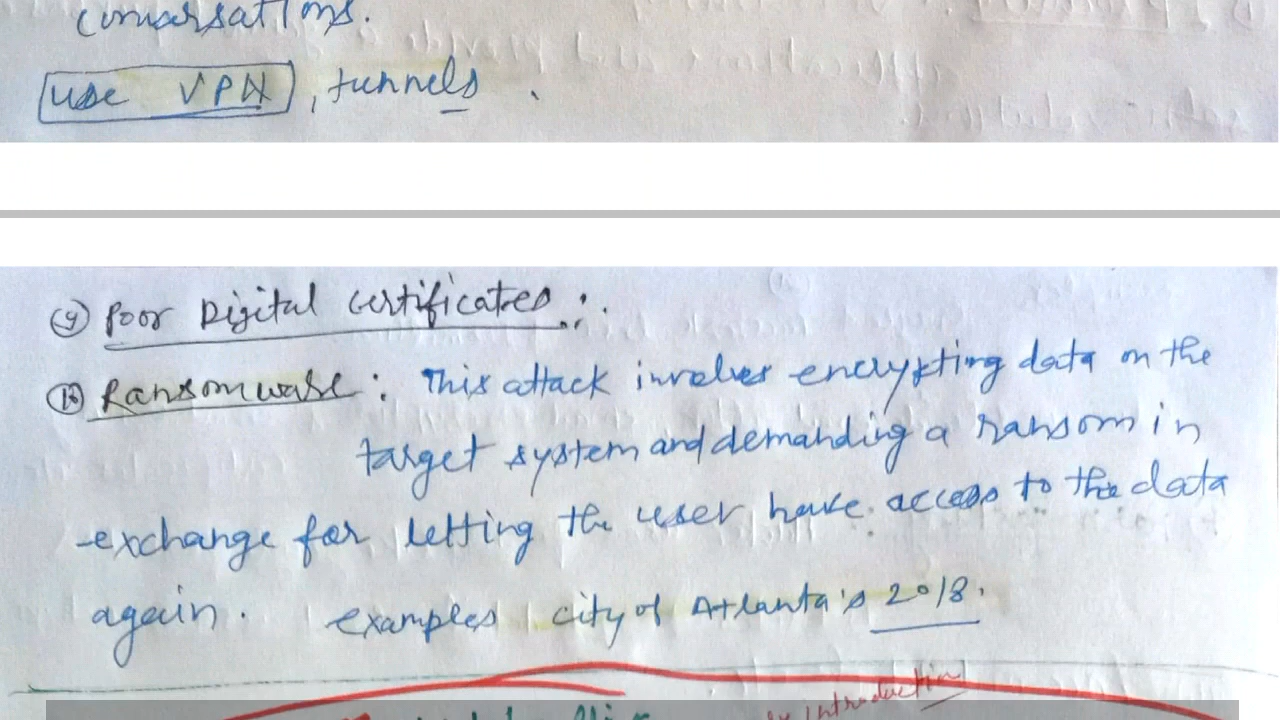 conversations.
use VPN, tunnels.
9 Poor Digital Certificates :.
10 Ransomware : This attack involves encrypting data on the
target system and demanding a ransom in
exchange for letting the user have access to the data
again. examples city of Atlanta's 2018.
introduction